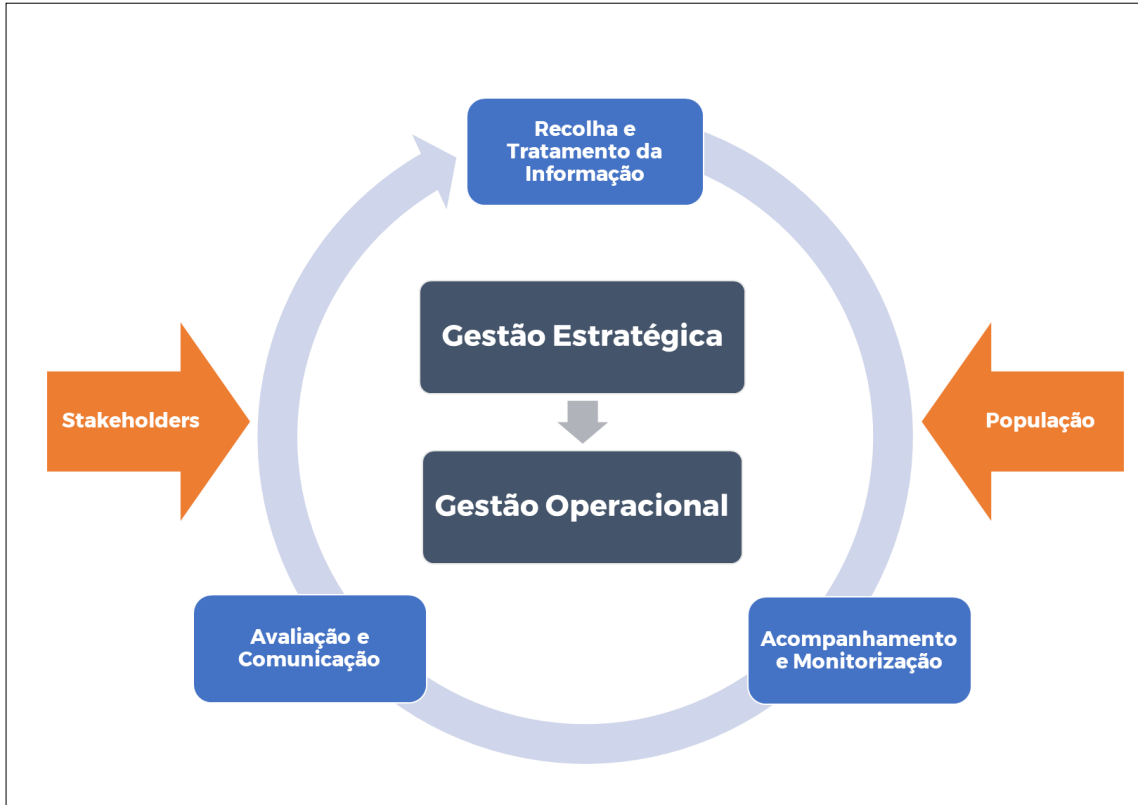 Recolha e
Tratamento da
Informação
Gestão Estratégica
Stakeholders
População
Gestão Operacional
Avaliação e
Comunicação
Acompanhamento
e Monitorização